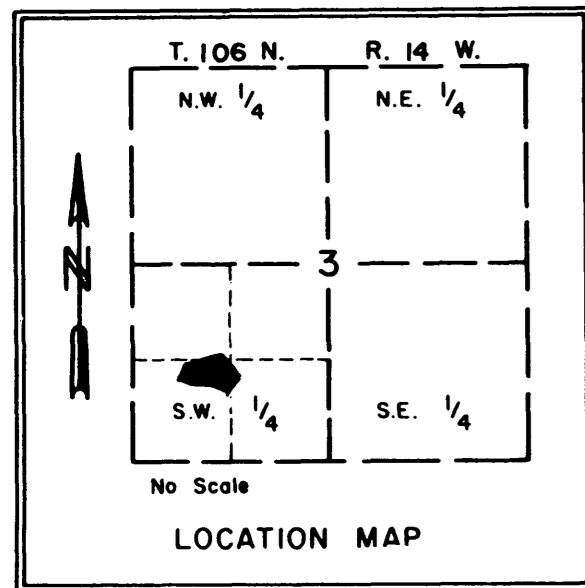 T. 106 N. R. 14 W.
N.W. 1/4 N.E. 1/4
N
3
S.W. 1/4 S.E. 1/4
No Scale
LOCATION MAP